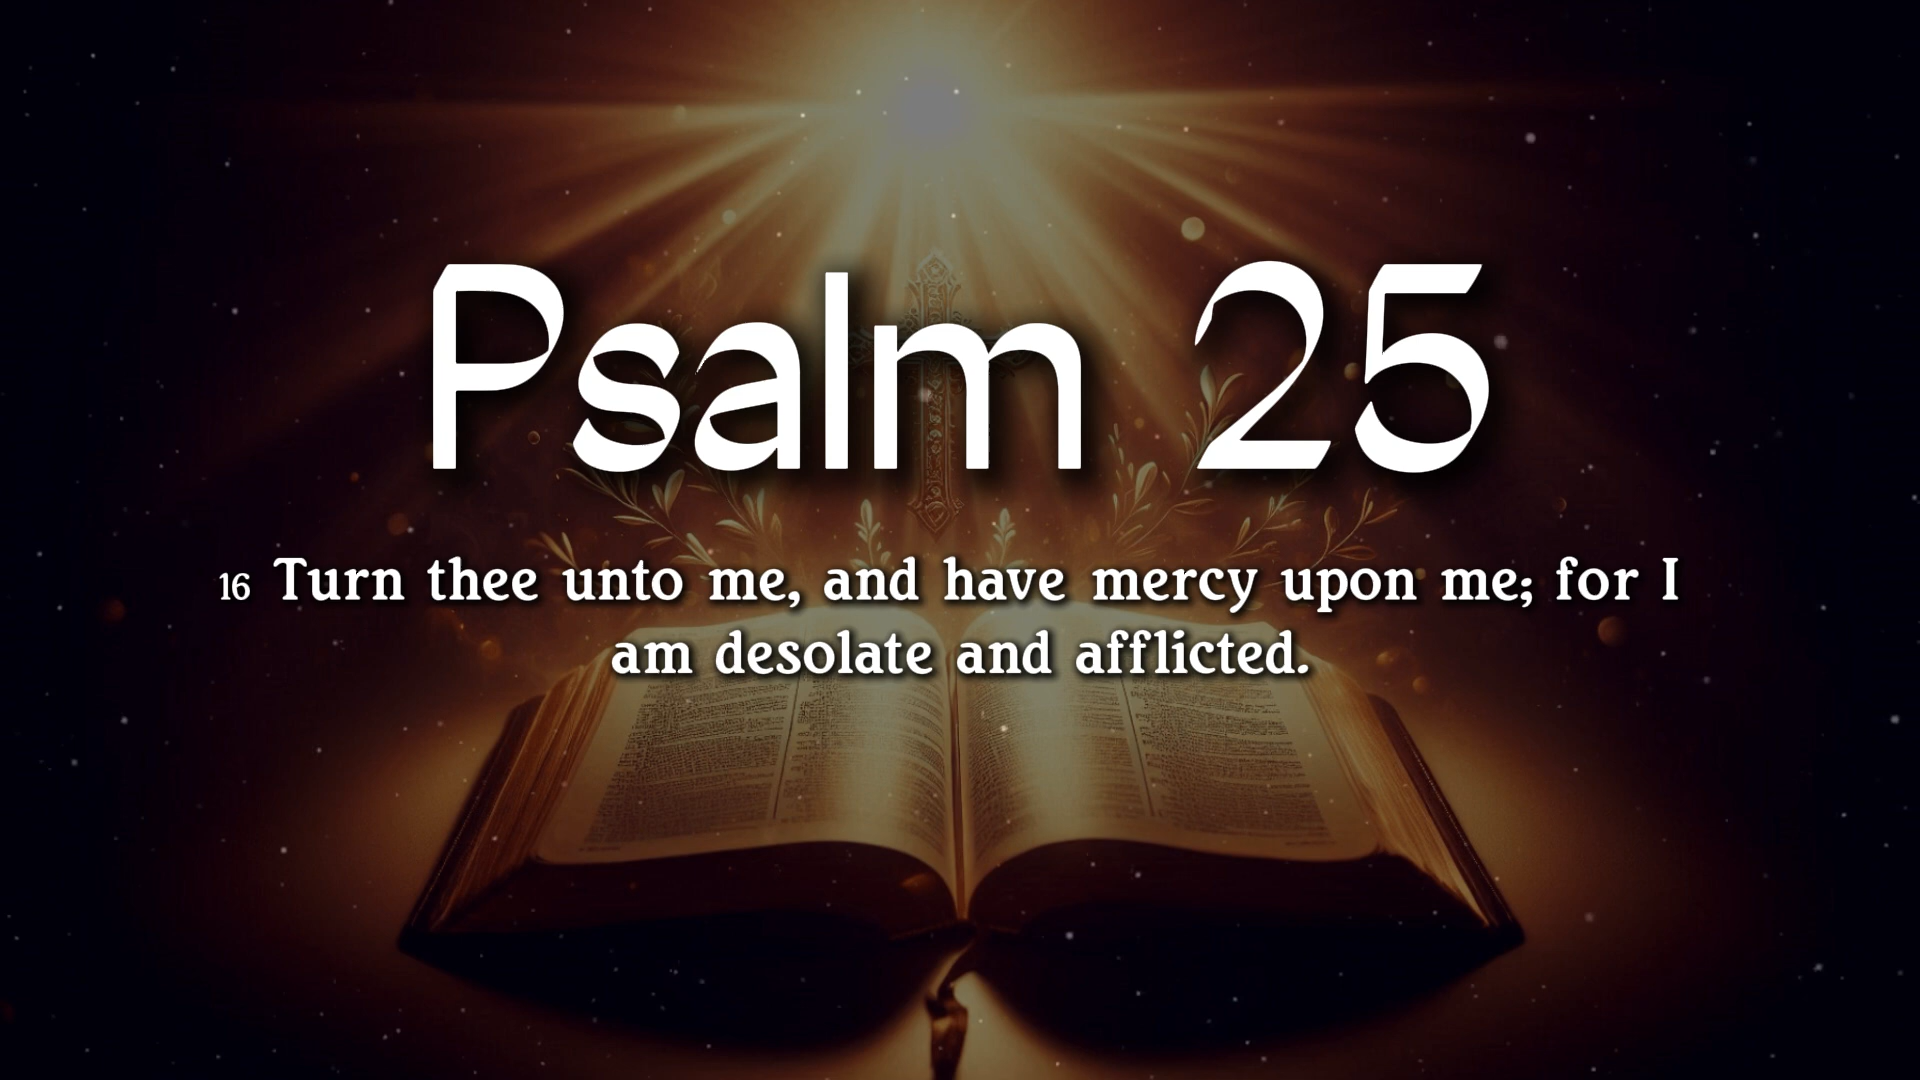 Psalm 25
16 Turn thee unto me, and have mercy upon me; for I
am desolate and afflicted.